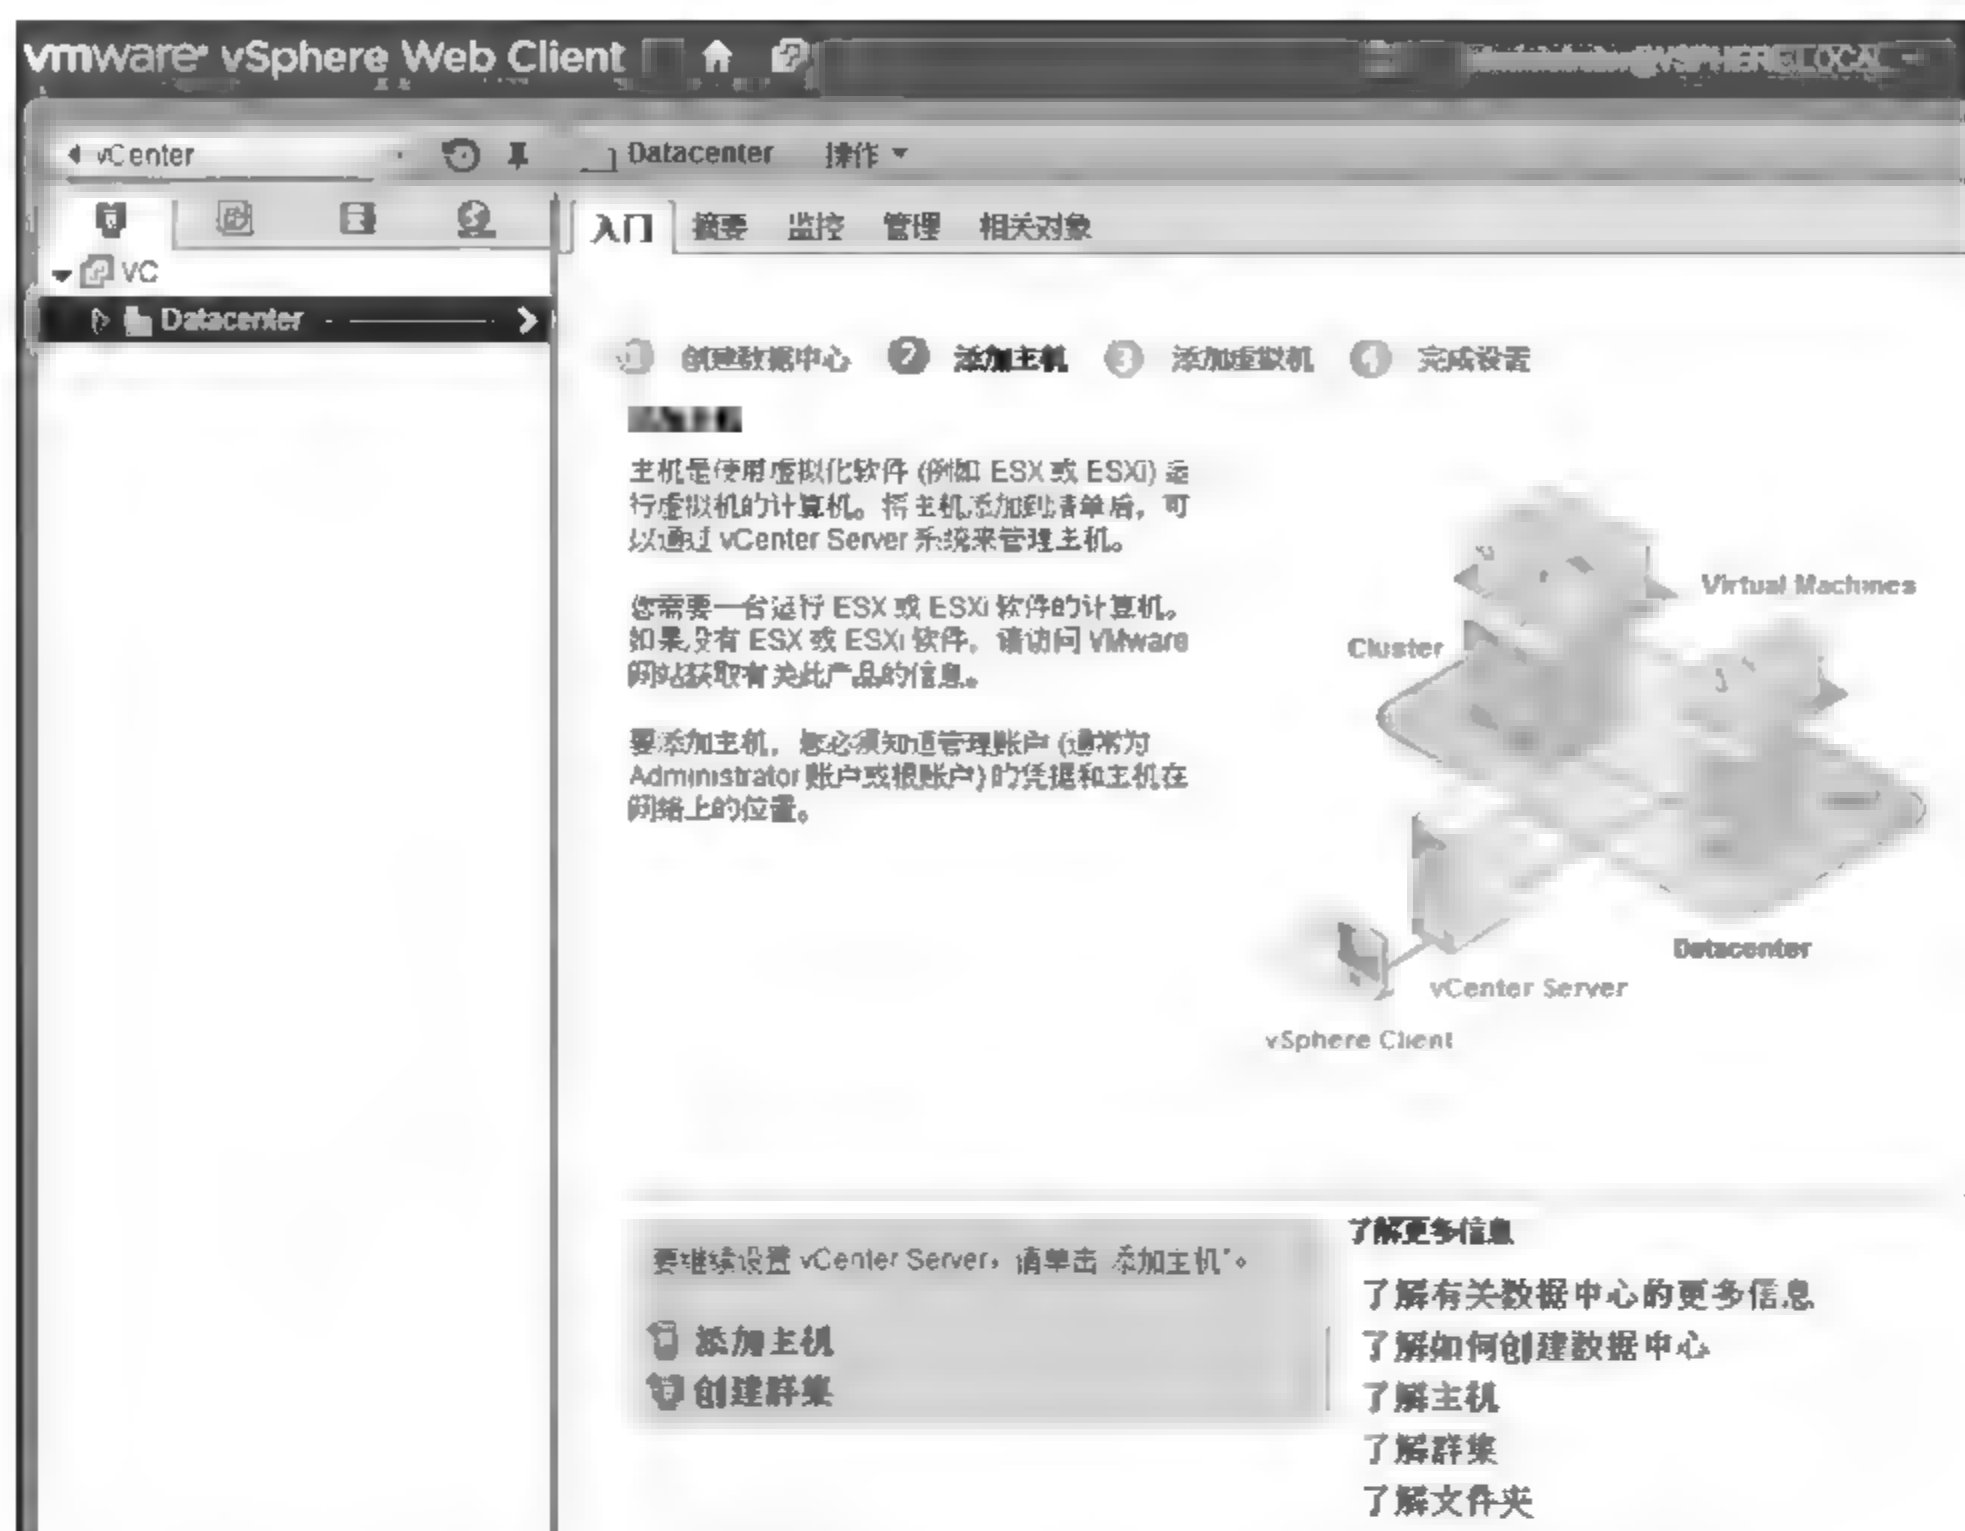 vmware vSphere Web Client
@VSPHERE.LOCAL
vCenter
Datacenter 操作
入门 摘要 监控 管理 相关对象
VC
Datacenter
1 创建数据中心 2 添加主机 3 添加虚拟机 4 完成设置
添加主机
主机是使用虚拟化软件 (例如 ESX 或 ESXi) 运
行虚拟机的计算机。将主机添加到清单后，可
以通过 vCenter Server 系统来管理主机。
您需要一台运行 ESX 或 ESXi 软件的计算机。
如果没有 ESX 或 ESXi 软件，请访问 VMware
网站获取有关此产品的信息。
要添加主机，您必须知道管理账户 (通常为
Administrator 账户或根账户) 的凭据和主机在
网络上的位置。
Virtual Machines
Cluster
Datacenter
vCenter Server
vSphere Client
要继续设置 vCenter Server，请单击"添加主机"。
添加主机
创建群集
了解更多信息
了解有关数据中心的更多信息
了解如何创建数据中心
了解主机
了解群集
了解文件夹